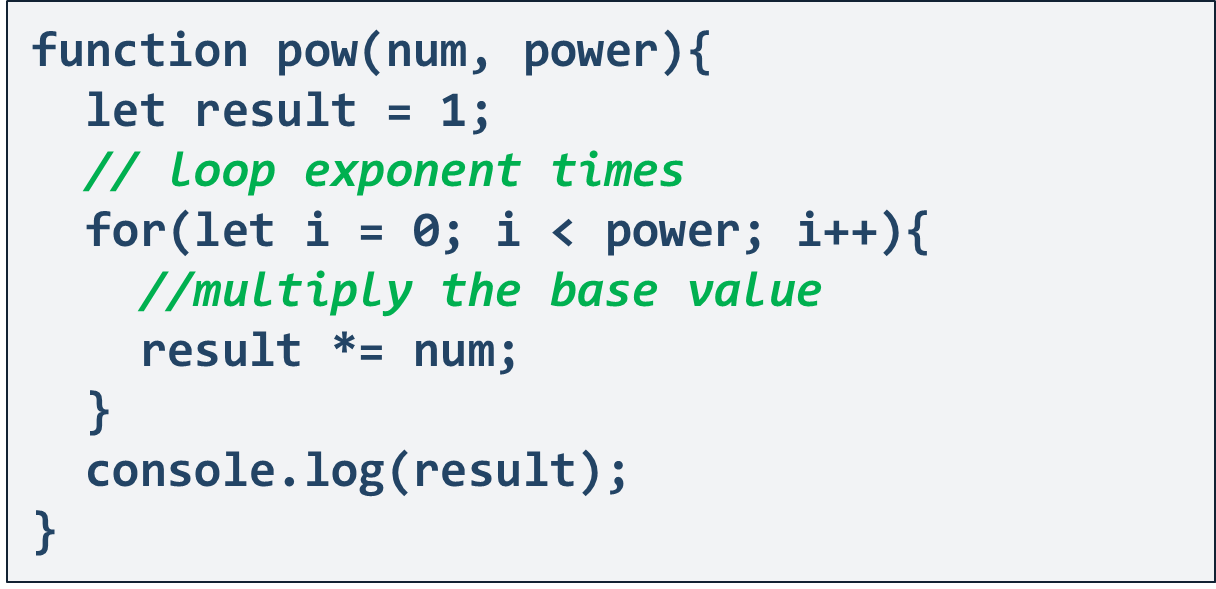 function pow(num, power){
  let result = 1;
  // loop exponent times
  for(let i = 0; i < power; i++){
    //multiply the base value
    result *= num;
  }
  console.log(result);
}